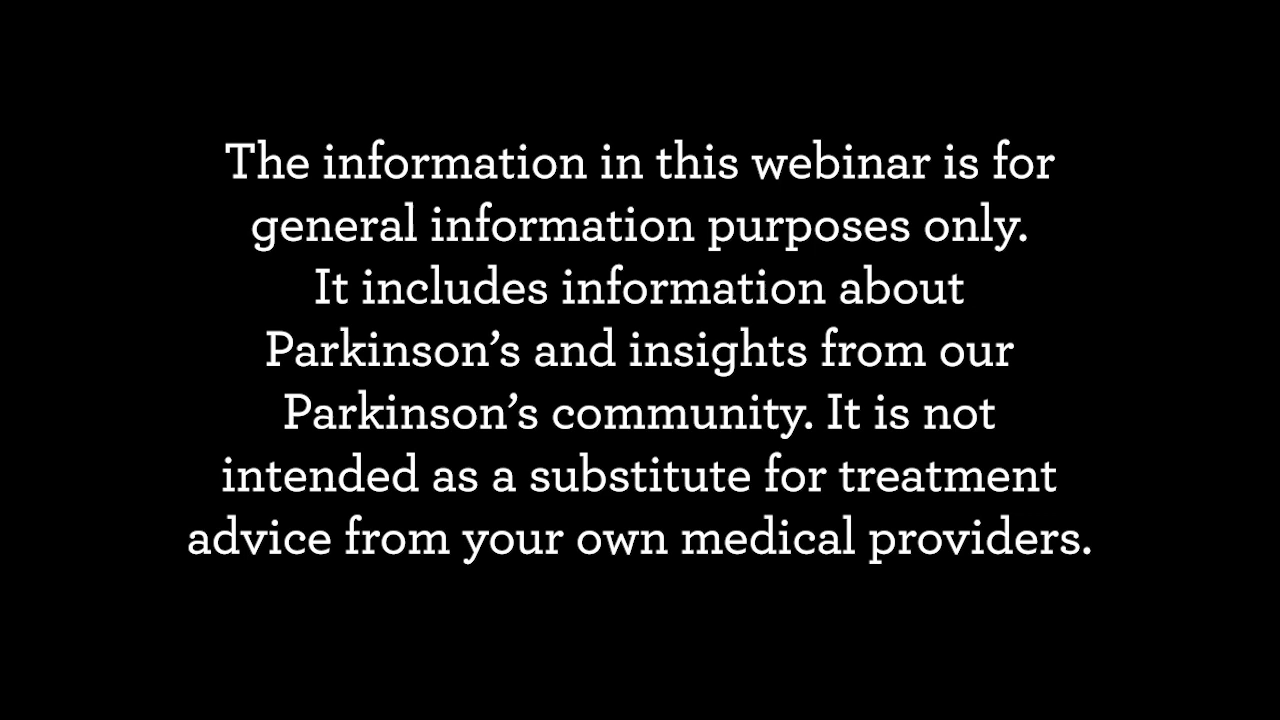 The information in this webinar is for
general information purposes only.
It includes information about
Parkinson’s and insights from our
Parkinson’s community. It is not
intended as a substitute for treatment
advice from your own medical providers.